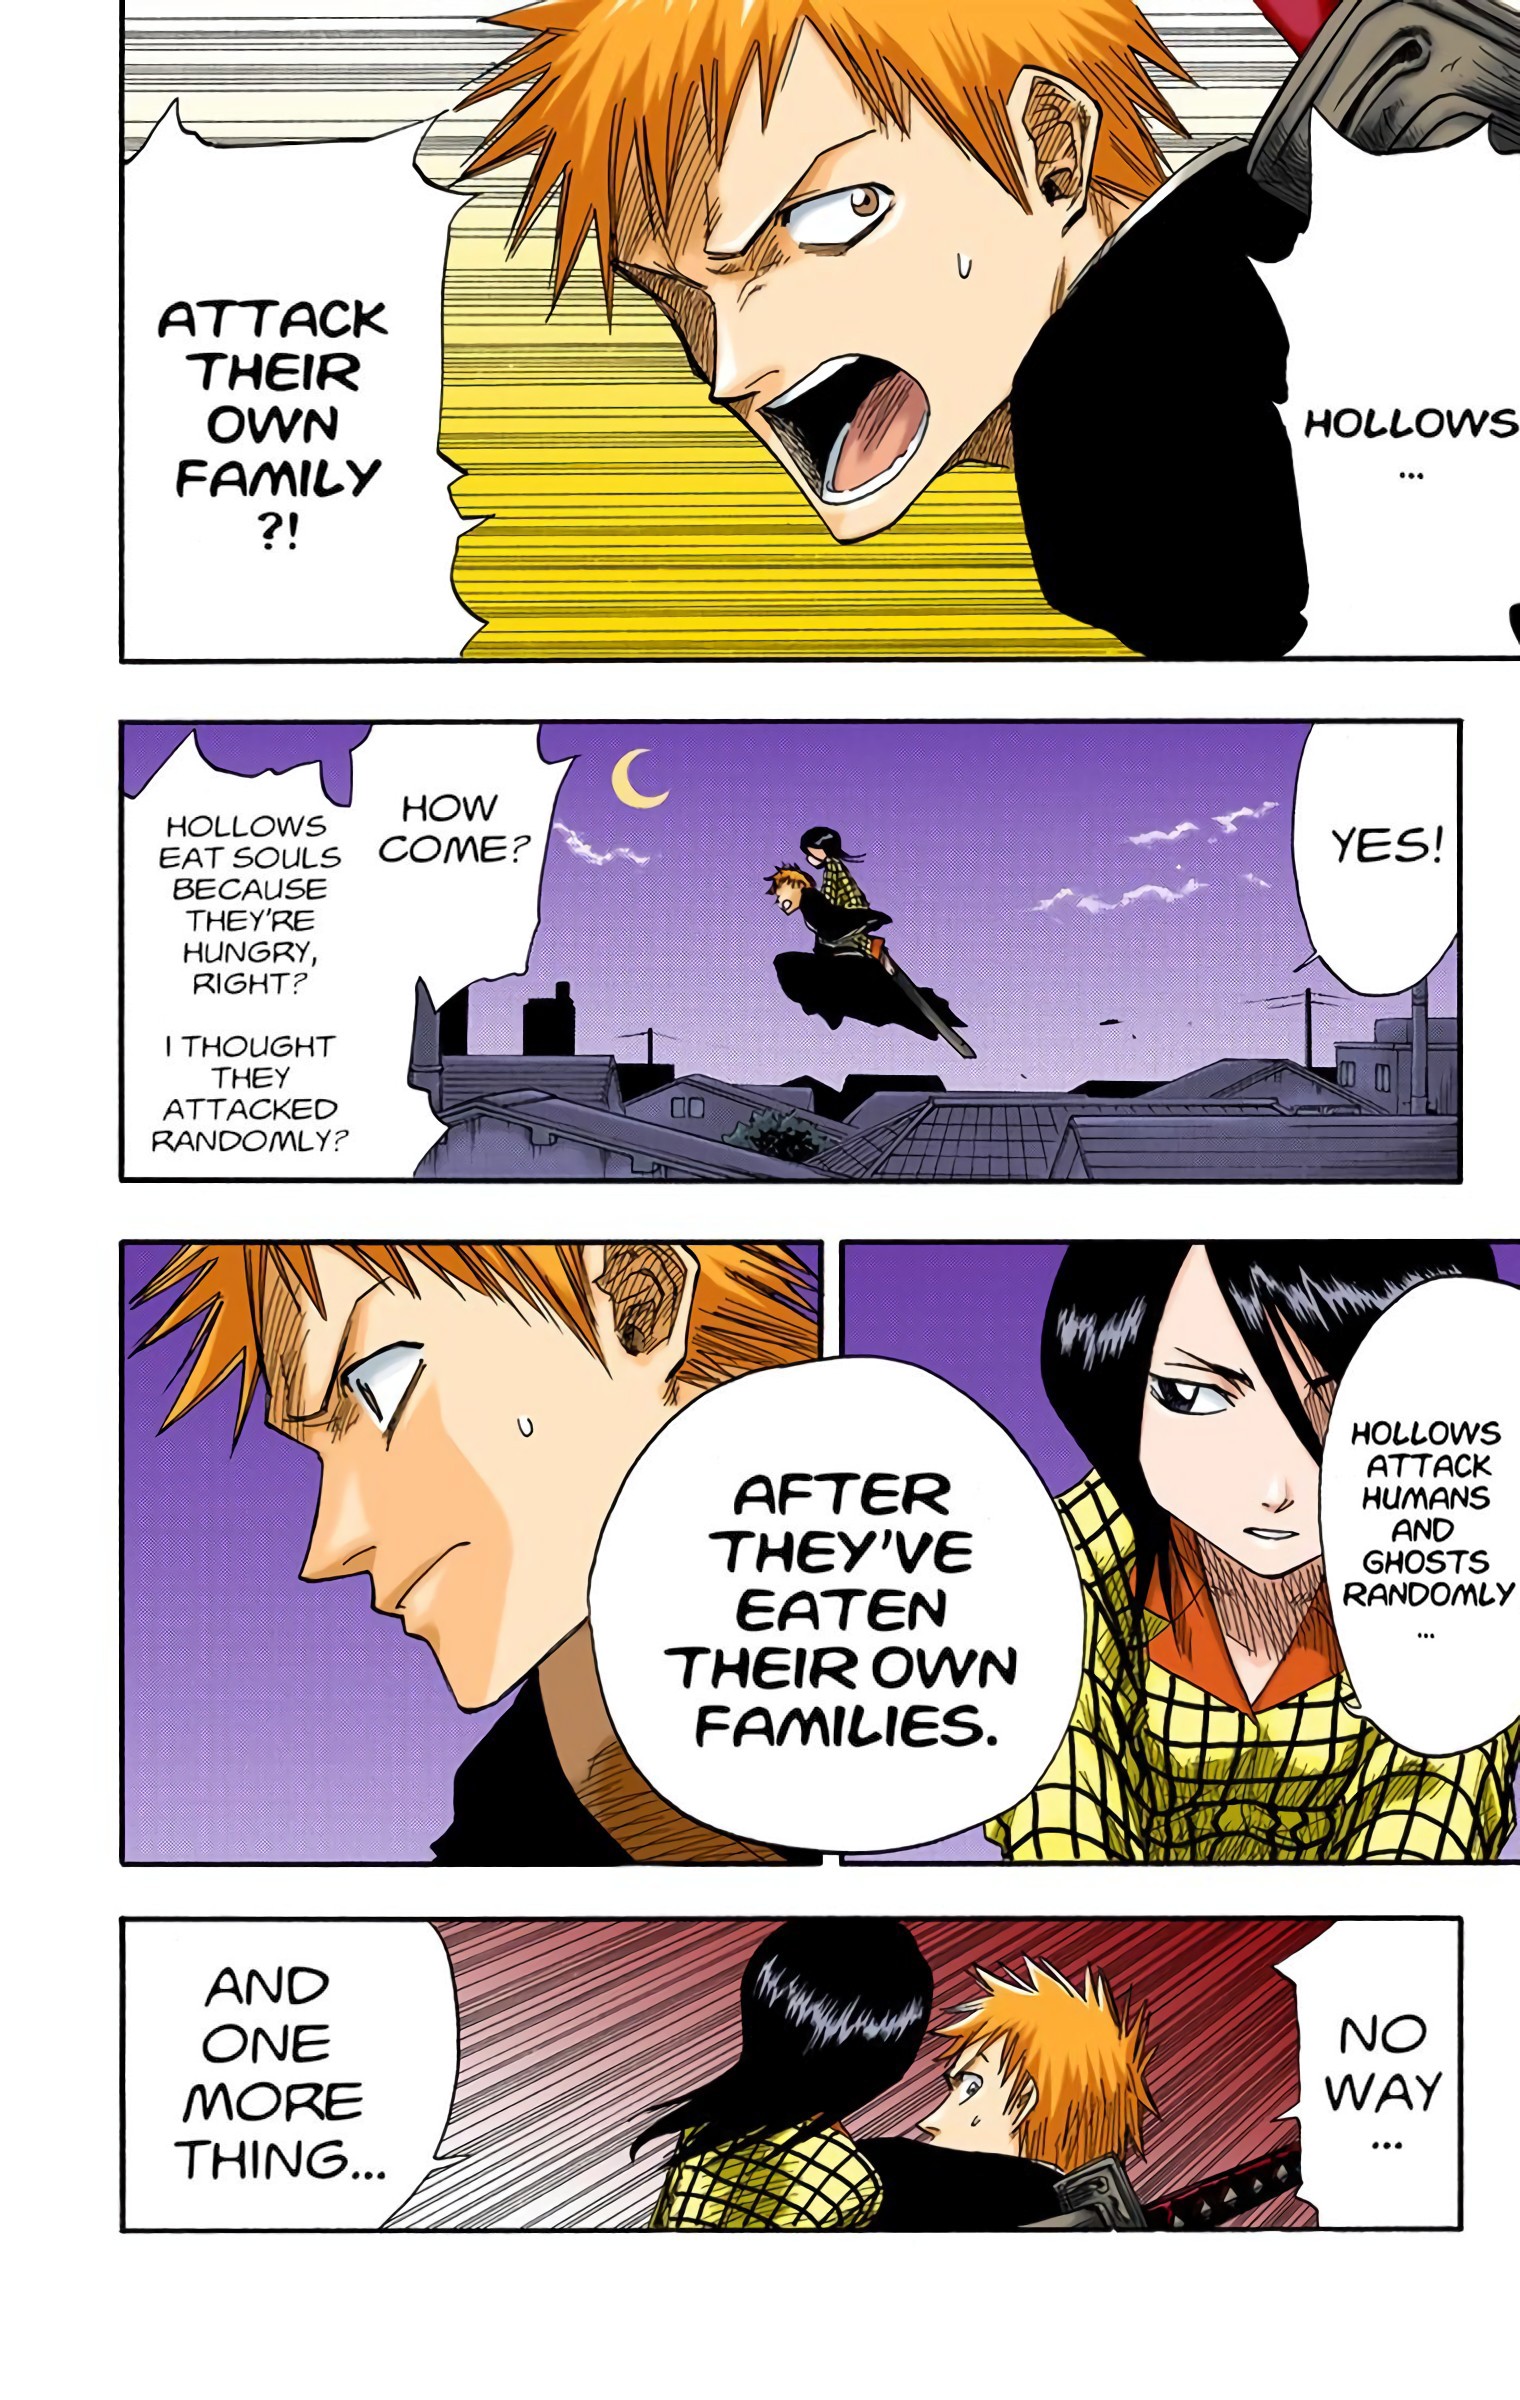 HOLLOWS
...
ATTACK
THEIR
OWN
FAMILY
?!
YES!
HOW
COME?
HOLLOWS
EAT SOULS
BECAUSE
THEY'RE
HUNGRY,
RIGHT?
I THOUGHT
THEY
ATTACKED
RANDOMLY?
HOLLOWS
ATTACK
HUMANS
AND
GHOSTS
RANDOMLY
...
AFTER
THEY'VE
EATEN
THEIR OWN
FAMILIES.
NO
WAY
...
AND
ONE
MORE
THING...